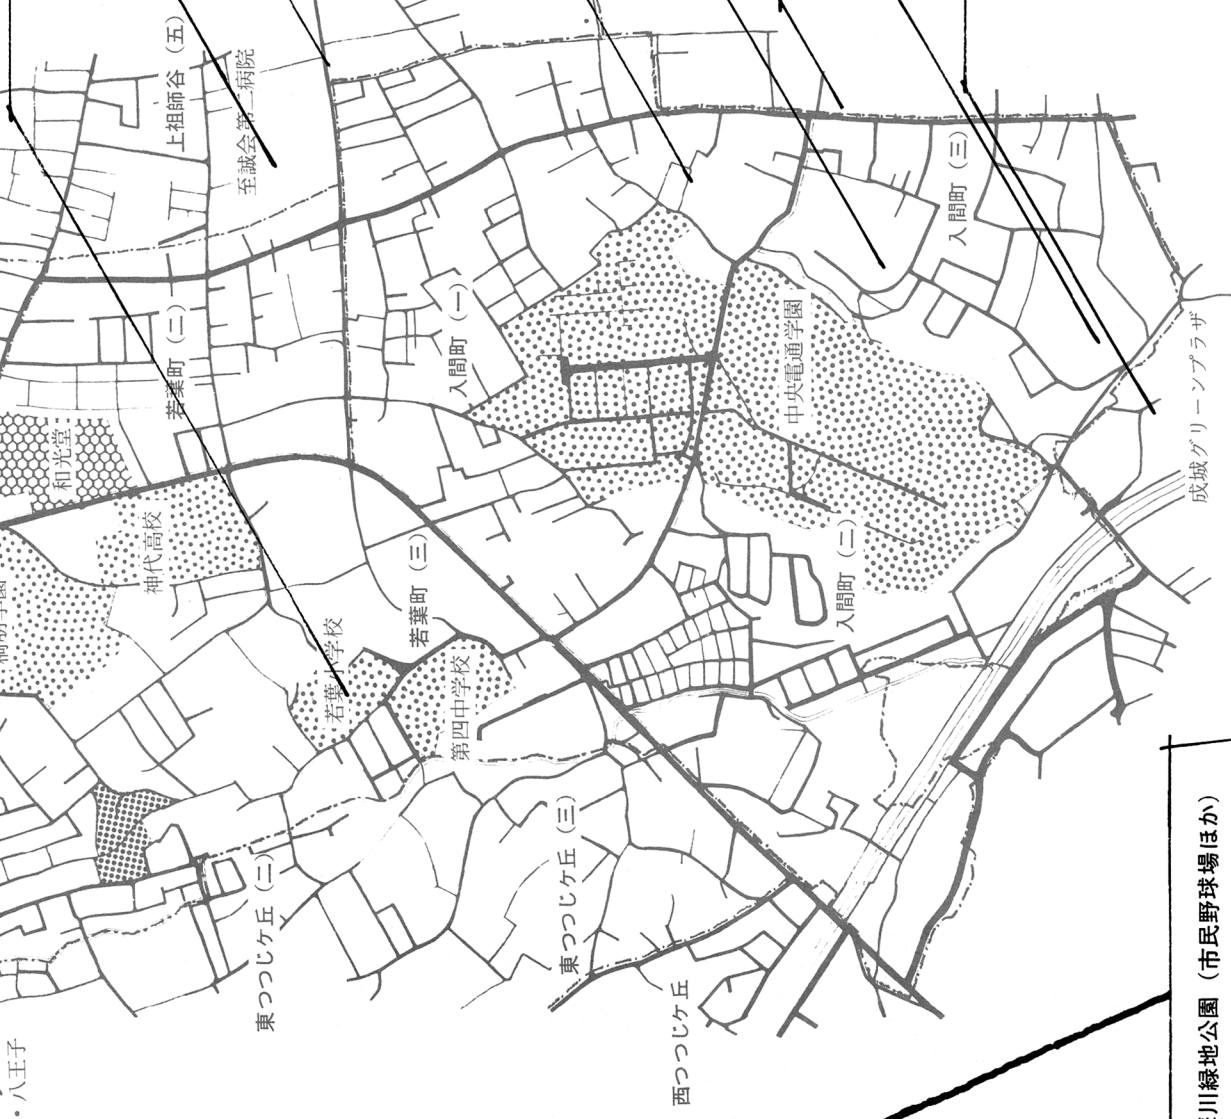 上祖師谷（五）
至誠会第二病院
若葉町（二）
和光堂
神代高校
入間町（一）
入間町（三）
中央電通学園
成城グリーンプラザ
若葉町（三）
入間町（二）
若葉小学校
第四中学校
東つつじケ丘（二）
東つつじケ丘（三）
西つつじケ丘
・八王子
川緑地公園（市民野球場ほか）